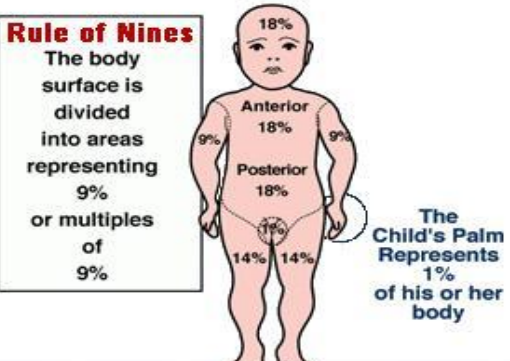 Rule of Nines
The body
surface is
divided
into areas
representing
9%
or multiples
of
9%
18%
Anterior
18%
9%
9%
Posterior
18%
1%
14%
14%
The
Child's Palm
Represents
1%
of his or her
body